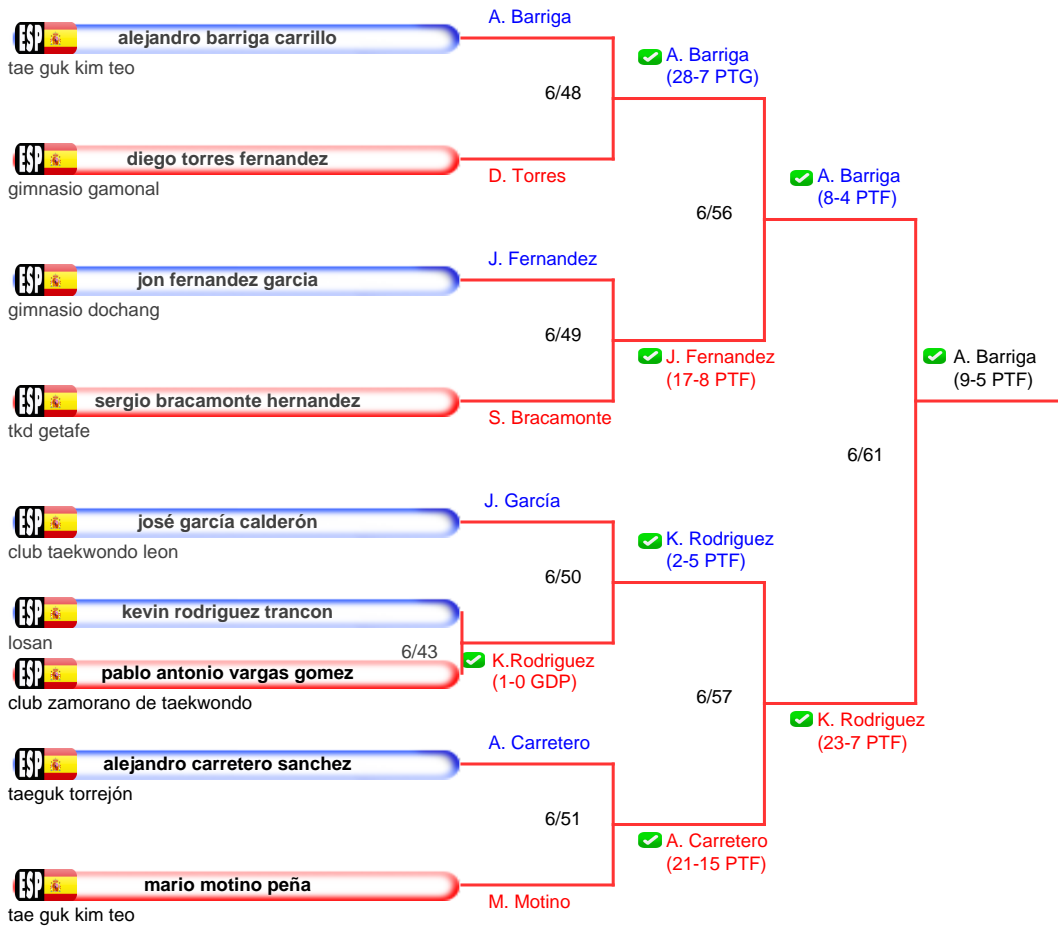 A. Barriga
ESP alejandro barriga carrillo
tae guk kim teo
A. Barriga
(28-7 PTG)
6/48
ESP diego torres fernandez
gimnasio gamonal
D. Torres
A. Barriga
(8-4 PTF)
6/56
J. Fernandez
ESP jon fernandez garcia
gimnasio dochang
6/49
J. Fernandez
(17-8 PTF)
A. Barriga
(9-5 PTF)
ESP sergio bracamonte hernandez
tkd getafe
S. Bracamonte
6/61
J. García
ESP josé garcía calderón
club taekwondo leon
K. Rodriguez
(2-5 PTF)
6/50
ESP kevin rodriguez trancon
losan
6/43
K.Rodriguez
(1-0 GDP)
ESP pablo antonio vargas gomez
club zamorano de taekwondo
6/57
K. Rodriguez
(23-7 PTF)
A. Carretero
ESP alejandro carretero sanchez
taeguk torrejón
6/51
A. Carretero
(21-15 PTF)
ESP mario motino peña
tae guk kim teo
M. Motino